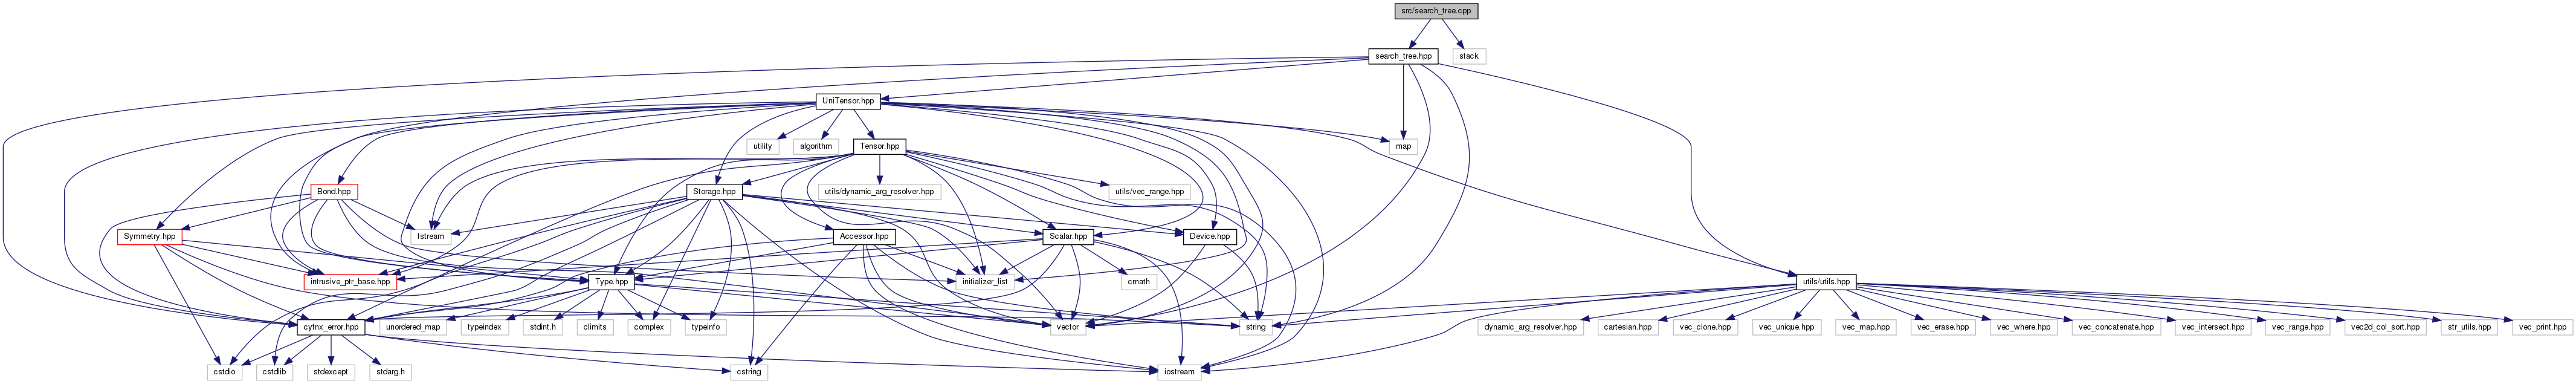 src/search_tree.cpp
search_tree.hpp
stack
UniTensor.hpp
utility
algorithm
Tensor.hpp
map
Bond.hpp
Storage.hpp
utils/dynamic_arg_resolver.hpp
utils/vec_range.hpp
Symmetry.hpp
fstream
Accessor.hpp
Scalar.hpp
Device.hpp
intrusive_ptr_base.hpp
Type.hpp
initializer_list
cmath
utils/utils.hpp
cytnx_error.hpp
unordered_map
typeindex
stdint.h
climits
complex
typeinfo
vector
string
dynamic_arg_resolver.hpp
cartesian.hpp
vec_clone.hpp
vec_unique.hpp
vec_map.hpp
vec_erase.hpp
vec_where.hpp
vec_concatenate.hpp
vec_intersect.hpp
vec_range.hpp
vec2d_col_sort.hpp
str_utils.hpp
vec_print.hpp
cstdio
cstdlib
stdexcept
stdarg.h
cstring
iostream